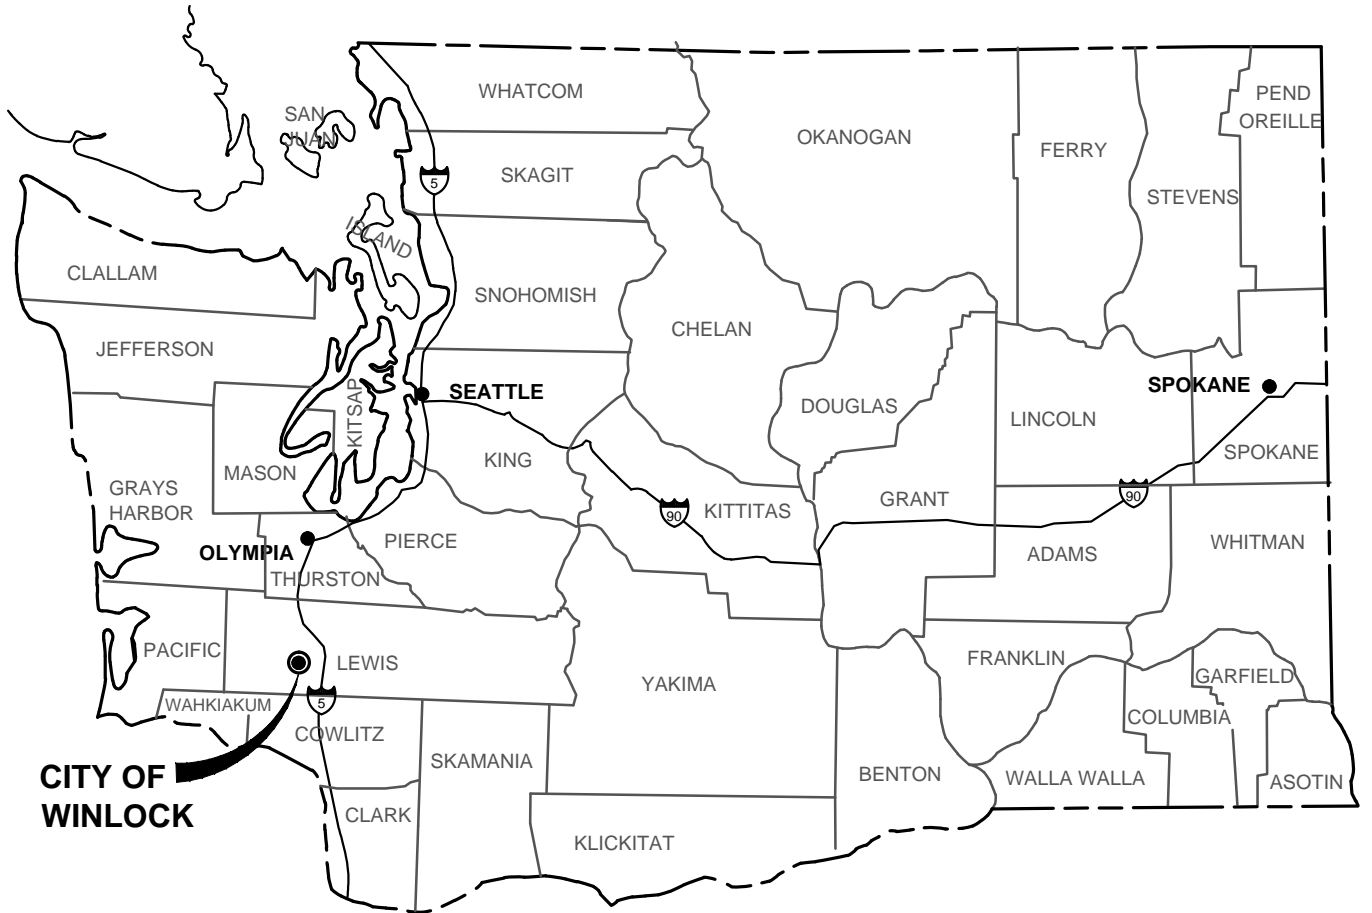 WHATCOM
PEND
OREILLE
SAN
JUAN
OKANOGAN
FERRY
SKAGIT
5
STEVENS
ISLAND
CLALLAM
SNOHOMISH
CHELAN
JEFFERSON
SEATTLE
SPOKANE
KITSAP
DOUGLAS
LINCOLN
SPOKANE
KING
MASON
GRAYS
HARBOR
GRANT
90
90
KITTITAS
PIERCE
WHITMAN
OLYMPIA
ADAMS
THURSTON
PACIFIC
LEWIS
FRANKLIN
YAKIMA
GARFIELD
WAHKIAKUM
5
COLUMBIA
COWLITZ
SKAMANIA
BENTON
WALLA WALLA
ASOTIN
CITY OF
WINLOCK
CLARK
KLICKITAT